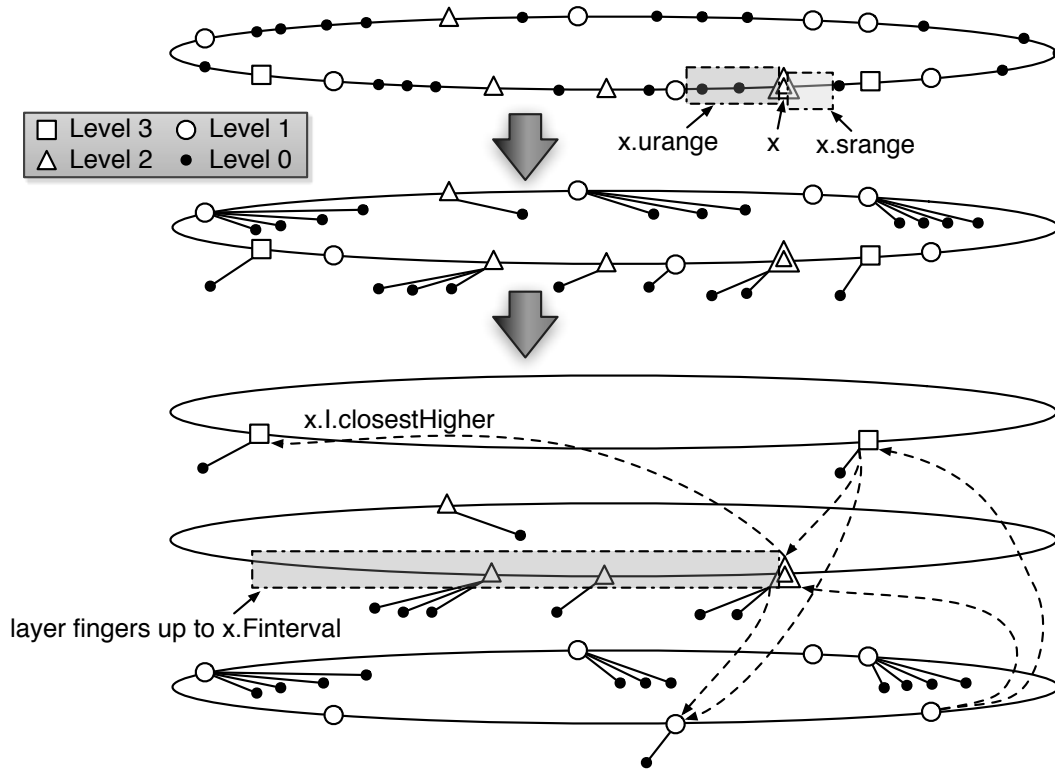 x.urange
x
x.srange
Level 3
Level 1
Level 2
Level 0
x.I.closestHigher
layer fingers up to x.Finterval